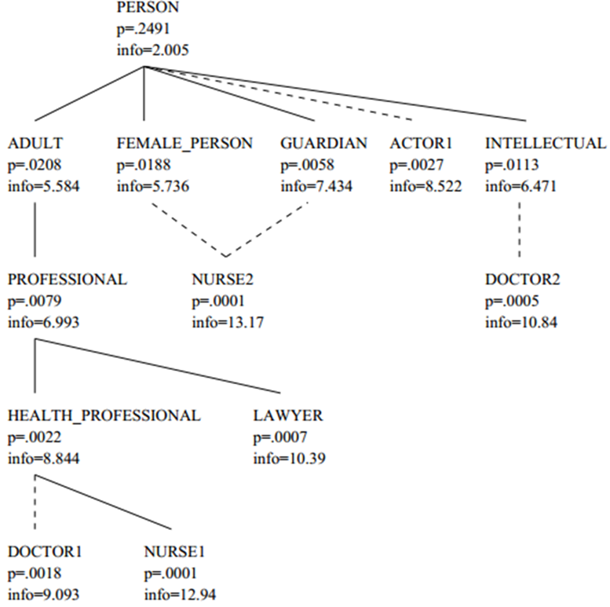 PERSON
p=.2491
info=2.005
ADULT
p=.0208
info=5.584
FEMALE_PERSON
p=.0188
info=5.736
GUARDIAN
p=.0058
info=7.434
ACTOR1
p=.0027
info=8.522
INTELLECTUAL
p=.0113
info=6.471
PROFESSIONAL
p=.0079
info=6.993
NURSE2
p=.0001
info=13.17
DOCTOR2
p=.0005
info=10.84
HEALTH_PROFESSIONAL
p=.0022
info=8.844
LAWYER
p=.0007
info=10.39
DOCTOR1
p=.0018
info=9.093
NURSE1
p=.0001
info=12.94